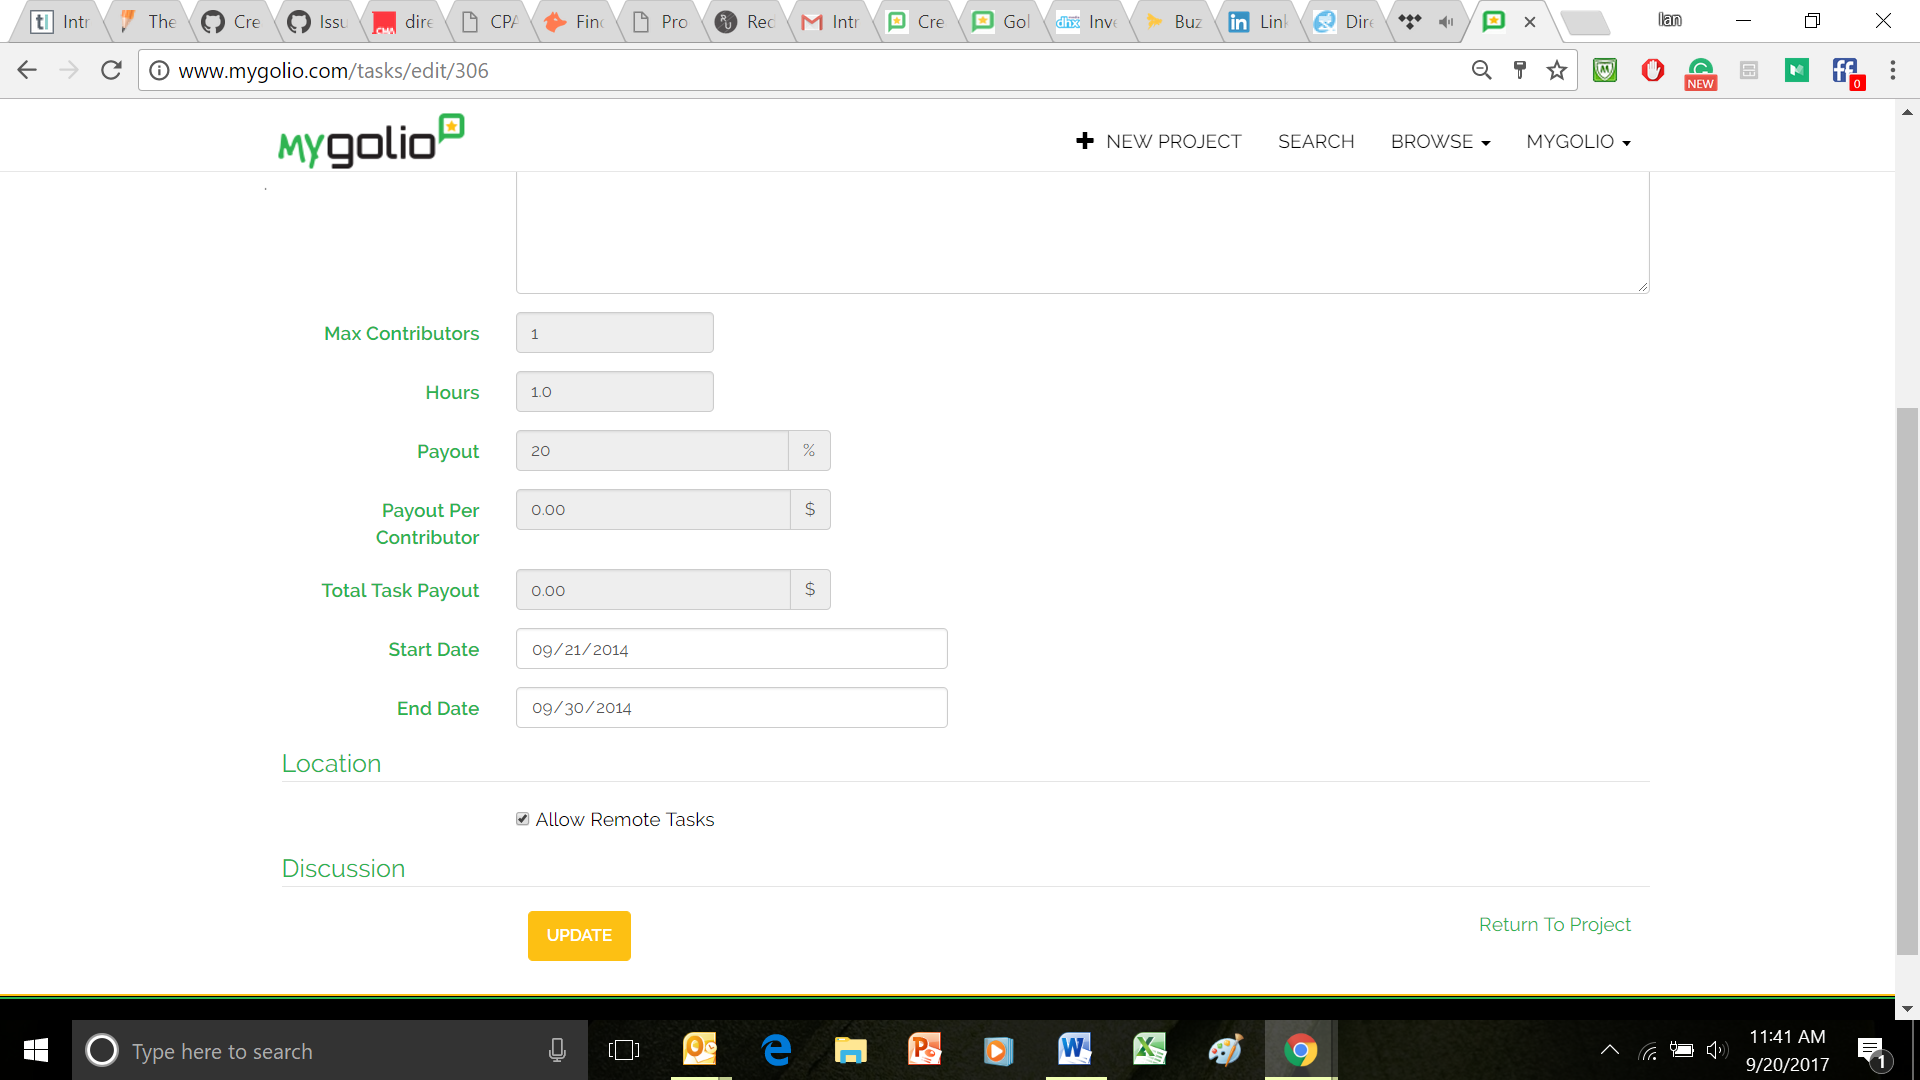 Intr The Cre Issu dire CPA Finc Pro Rec Intr Cre Gol Inve Buz Link Dire Ian
www.mygolio.com/tasks/edit/306 NEW 0
mygolio NEW PROJECT SEARCH BROWSE MYGOLIO
Max Contributors 1
Hours 1.0
Payout 20 %
Payout Per
Contributor 0.00 $
Total Task Payout 0.00 $
Start Date 09/21/2014
End Date 09/30/2014
Location
Allow Remote Tasks
Discussion
UPDATE Return To Project
Type here to search
11:41 AM
9/20/2017 1